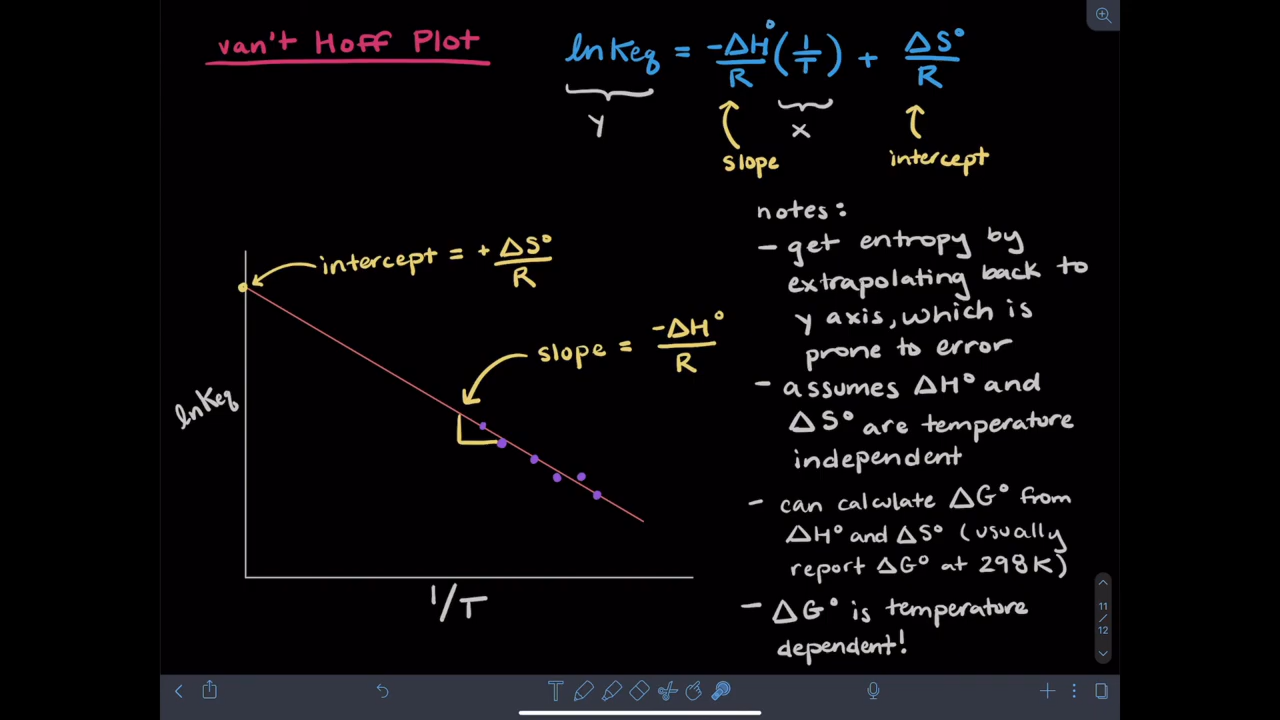 van't Hoff Plot
lnKeq = -ΔH°/R (1/T) + ΔS°/R
y
x
slope
intercept
intercept = + ΔS°/R
slope = -ΔH°/R
lnKeq
1/T
notes:
- get entropy by
extrapolating back to
y axis, which is
prone to error
- assumes ΔH° and
ΔS° are temperature
independent
- can calculate ΔG° from
ΔH° and ΔS° (usually
report ΔG° at 298K)
- ΔG° is temperature
dependent!
11
/
12
T